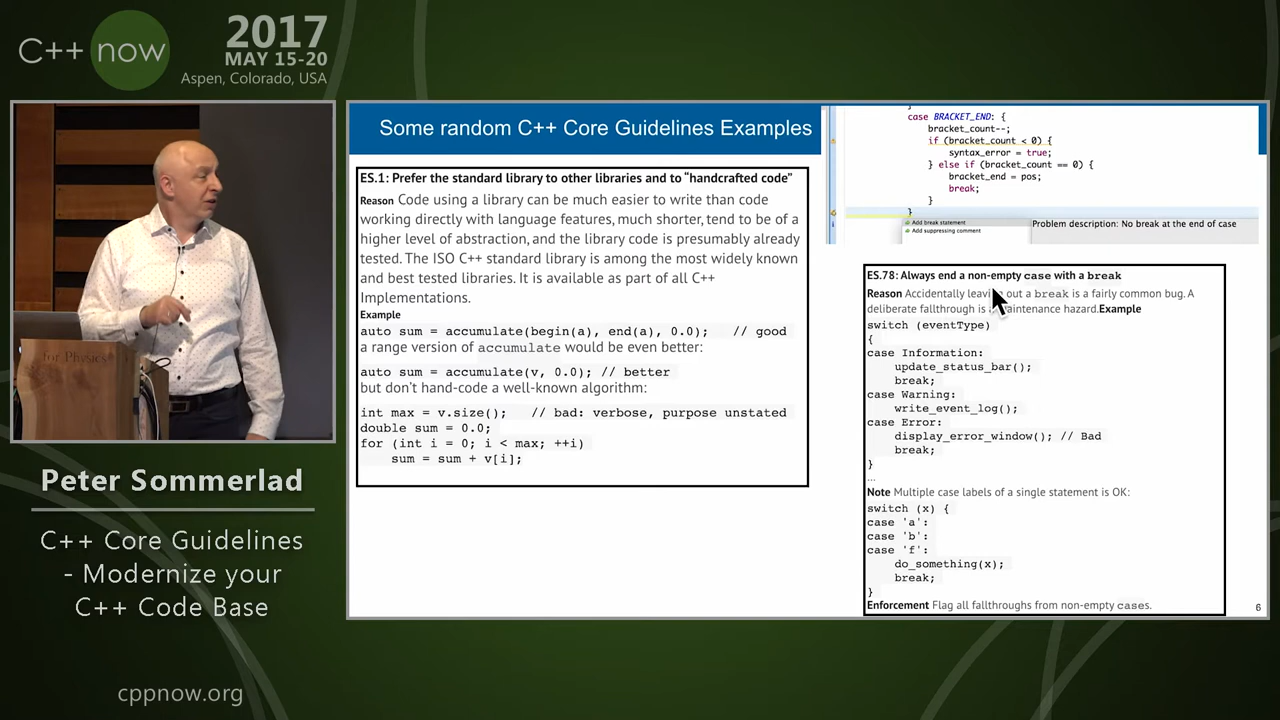 C++ now
2017
MAY 15-20
Aspen, Colorado, USA
for Physics
Peter Sommerlad
C++ Core Guidelines
- Modernize your
C++ Code Base
cppnow.org
Some random C++ Core Guidelines Examples
ES.1: Prefer the standard library to other libraries and to “handcrafted code”
Reason Code using a library can be much easier to write than code
working directly with language features, much shorter, tend to be of a
higher level of abstraction, and the library code is presumably already
tested. The ISO C++ standard library is among the most widely known
and best tested libraries. It is available as part of all C++
Implementations.
Example
auto sum = accumulate(begin(a), end(a), 0.0); // good
a range version of accumulate would be even better:
auto sum = accumulate(v, 0.0); // better
but don’t hand-code a well-known algorithm:
int max = v.size(); // bad: verbose, purpose unstated
double sum = 0.0;
for (int i = 0; i < max; ++i)
sum = sum + v[i];
case BRACKET_END: {
bracket_count--;
if (bracket_count < 0) {
syntax_error = true;
} else if (bracket_count == 0) {
bracket_end = pos;
break;
}
}
Add break statement
Add suppressing comment
Problem description: No break at the end of case
ES.78: Always end a non-empty case with a break
Reason Accidentally out a break is a fairly common bug. A
deliberate fallthrough is hazard.Example
switch (eventType)
{
case Information:
update_status_bar();
break;
case Warning:
write_event_log();
case Error:
display_error_window(); // Bad
break;
}
...
Note Multiple case labels of a single statement is OK:
switch (x) {
case 'a':
case 'b':
case 'f':
do_something(x);
break;
}
Enforcement Flag all fallthroughs from non-empty cases.
6